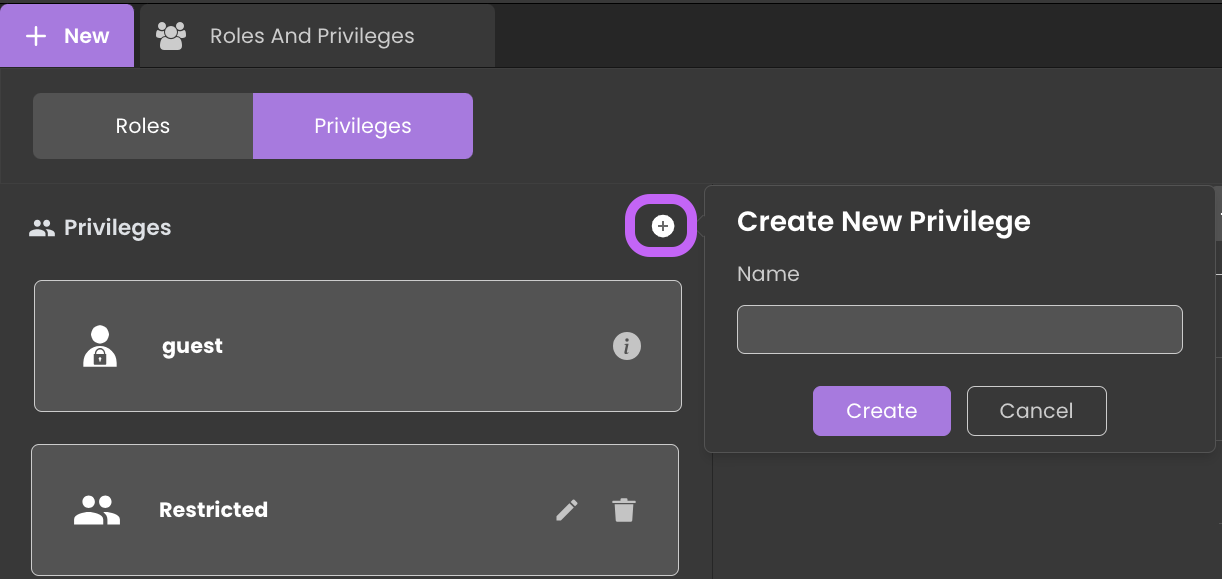 New
Roles And Privileges
Roles
Privileges
Privileges
Create New Privilege
Name
guest
Create
Cancel
Restricted